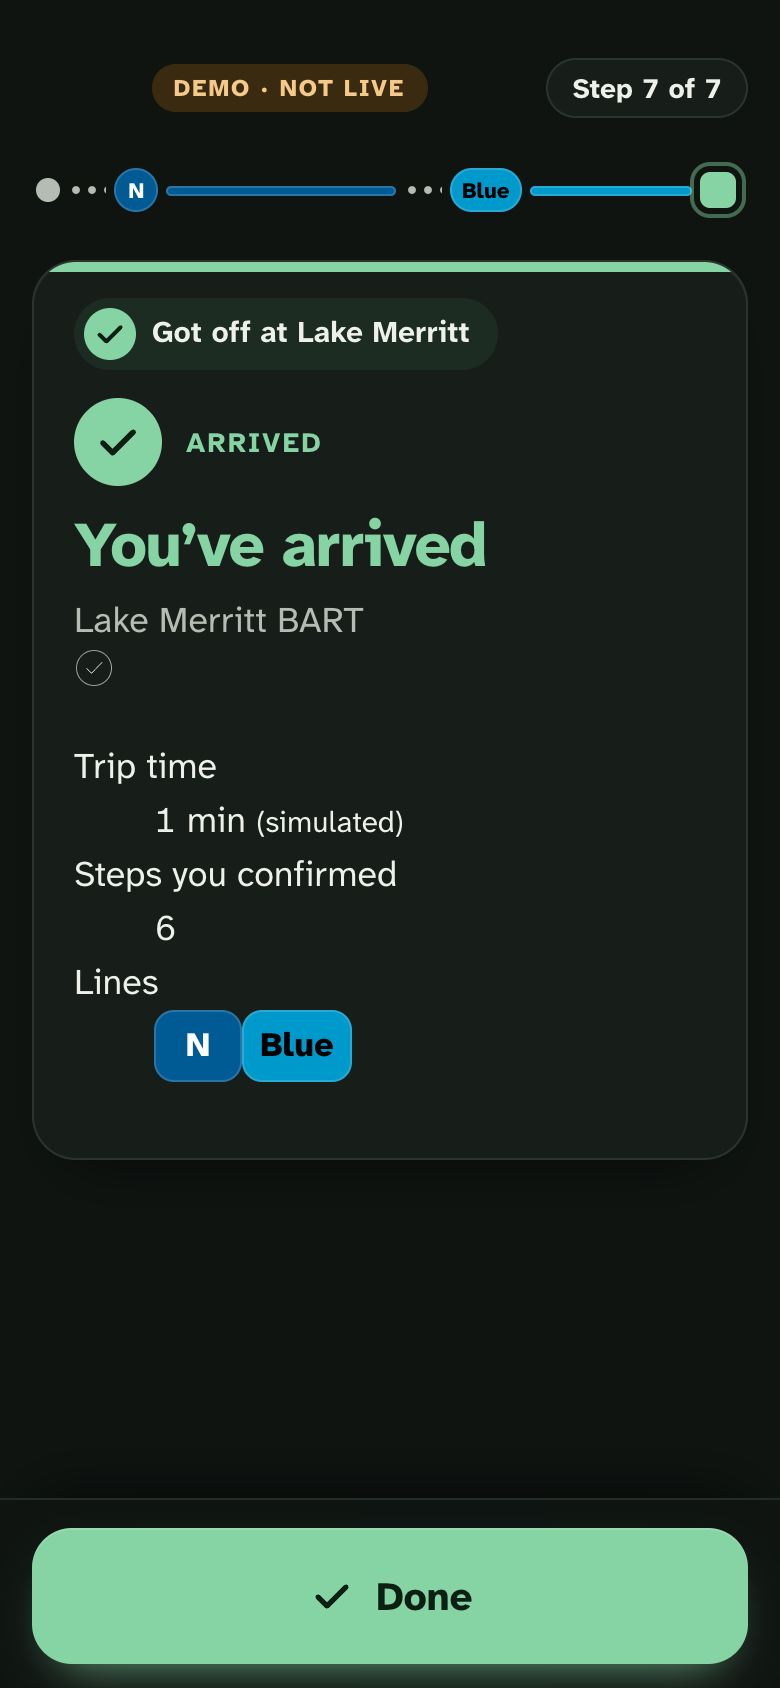 DEMO · NOT LIVE
Step 7 of 7
N
Blue
Got off at Lake Merritt
ARRIVED
You’ve arrived
Lake Merritt BART
Trip time
1 min (simulated)
Steps you confirmed
6
Lines
N Blue
Done